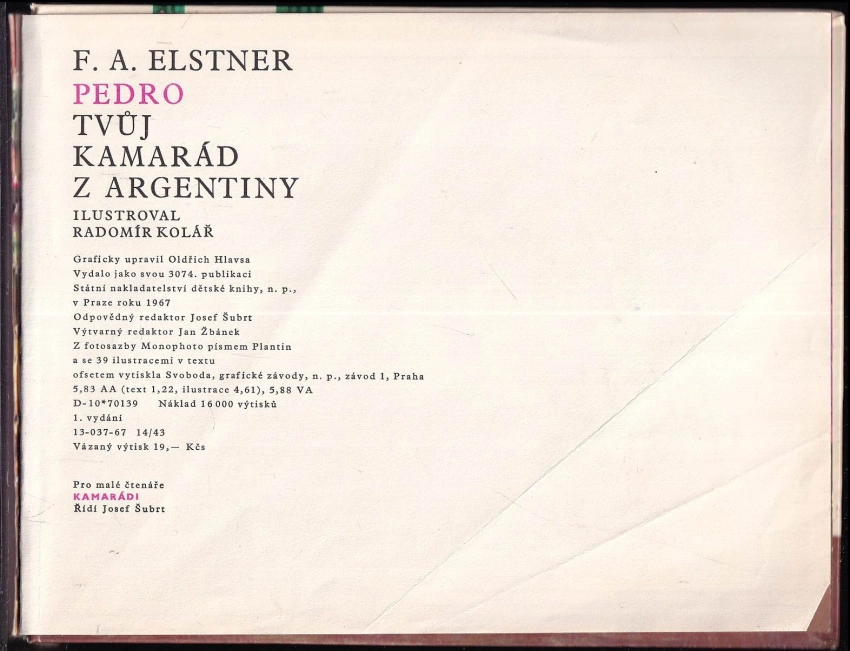 F. A. ELSTNER
PEDRO
TVŮJ
KAMARÁD
Z ARGENTINY
ILUSTROVAL
RADOMÍR KOLÁŘ
Graficky upravil Oldřich Hlavsa
Vydalo jako svou 3074. publikaci
Státní nakladatelství dětské knihy, n. p.,
v Praze roku 1967
Odpovědný redaktor Josef Šubrt
Výtvarný redaktor Jan Žbánek
Z fotosazby Monophoto písmem Plantin
a se 39 ilustracemi v textu
ofsetem vytiskla Svoboda, grafické závody, n. p., závod 1, Praha
5,83 AA (text 1,22, ilustrace 4,61), 5,88 VA
D-10*70139 Náklad 16 000 výtisků
1. vydání
13-037-67 14/43
Vázaný výtisk 19,— Kčs
Pro malé čtenáře
KAMARÁDI
Řídí Josef Šubrt